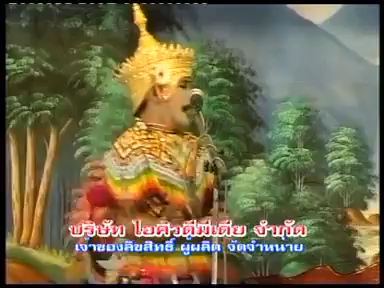 บริษัท ไอคิวดีมีเดีย จำกัด
เจ้าของลิขสิทธิ์ ผู้ผลิต จัดจำหน่าย